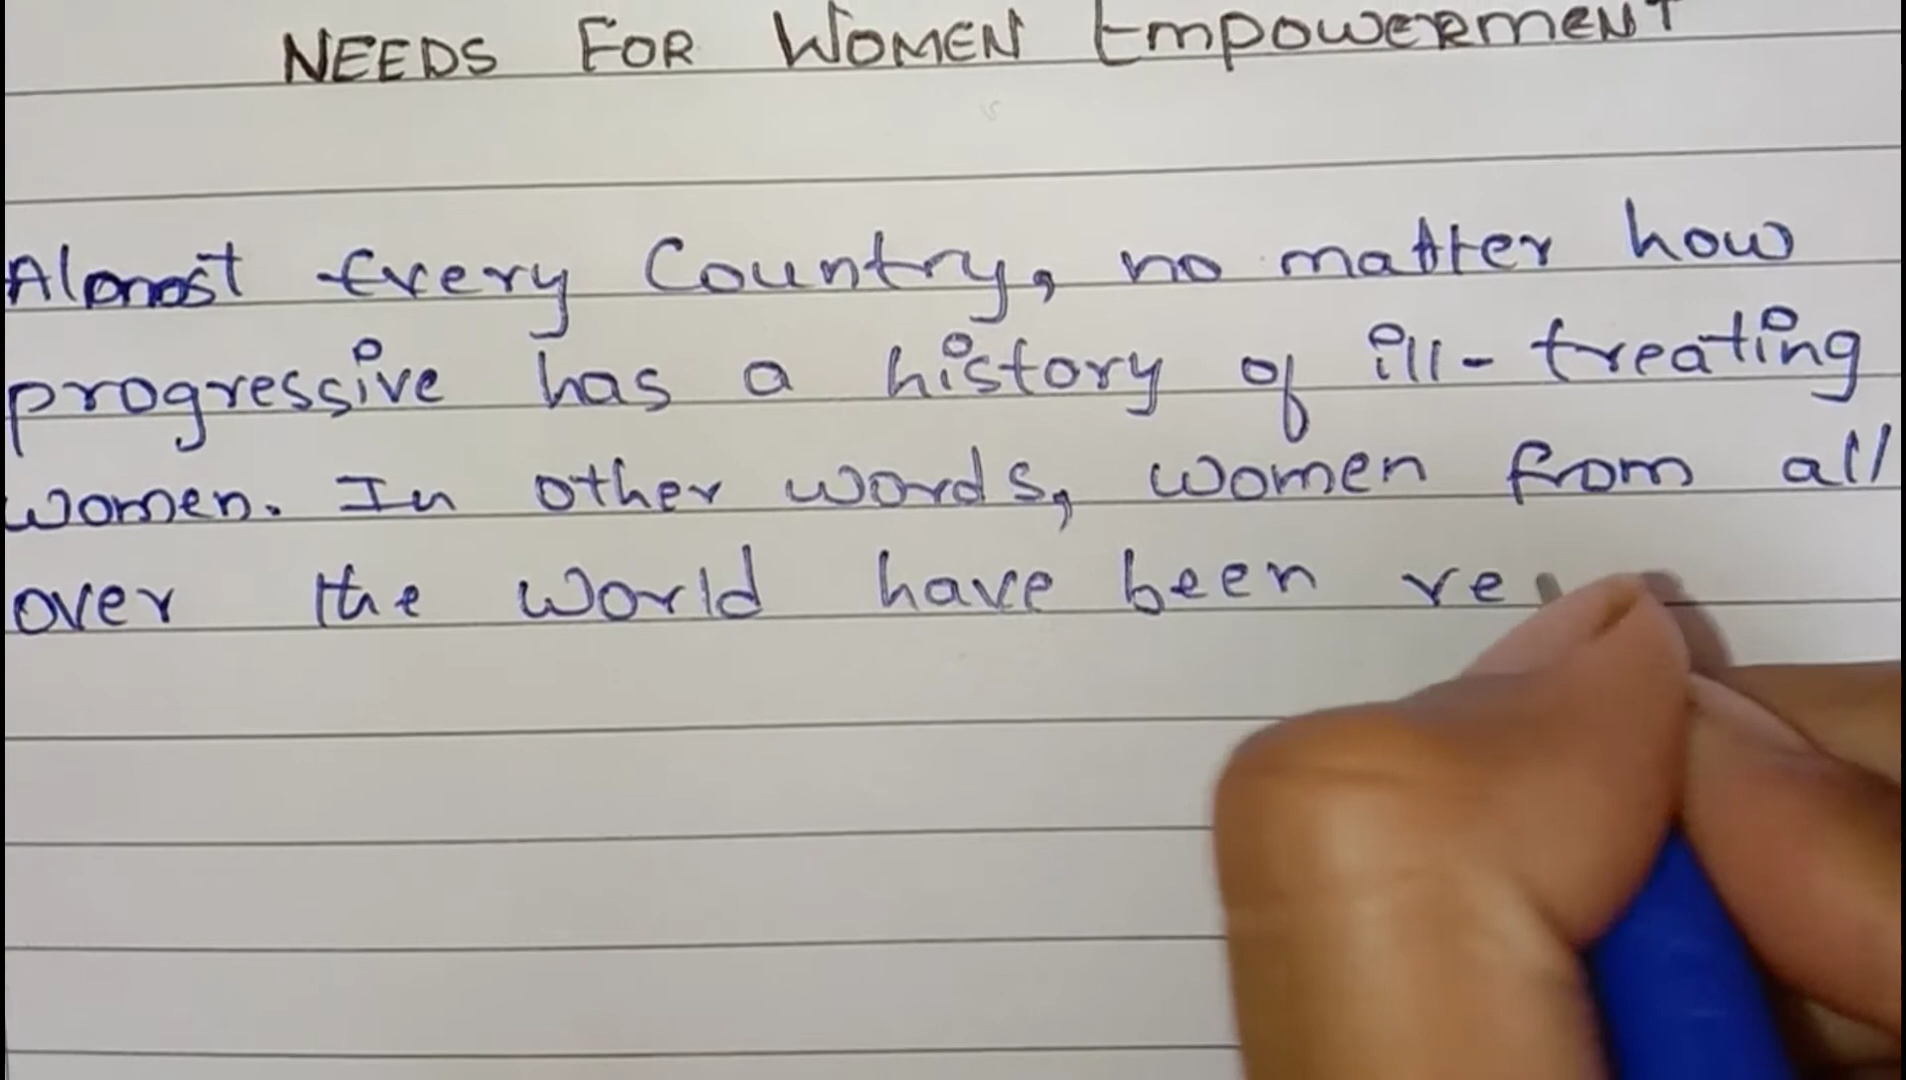 NEEDS FOR WOMEN EMPOWERMENT
Almost Every Country, no matter how
progressive has a history of ill-treating
women. In other words, women from all
over the world have been re